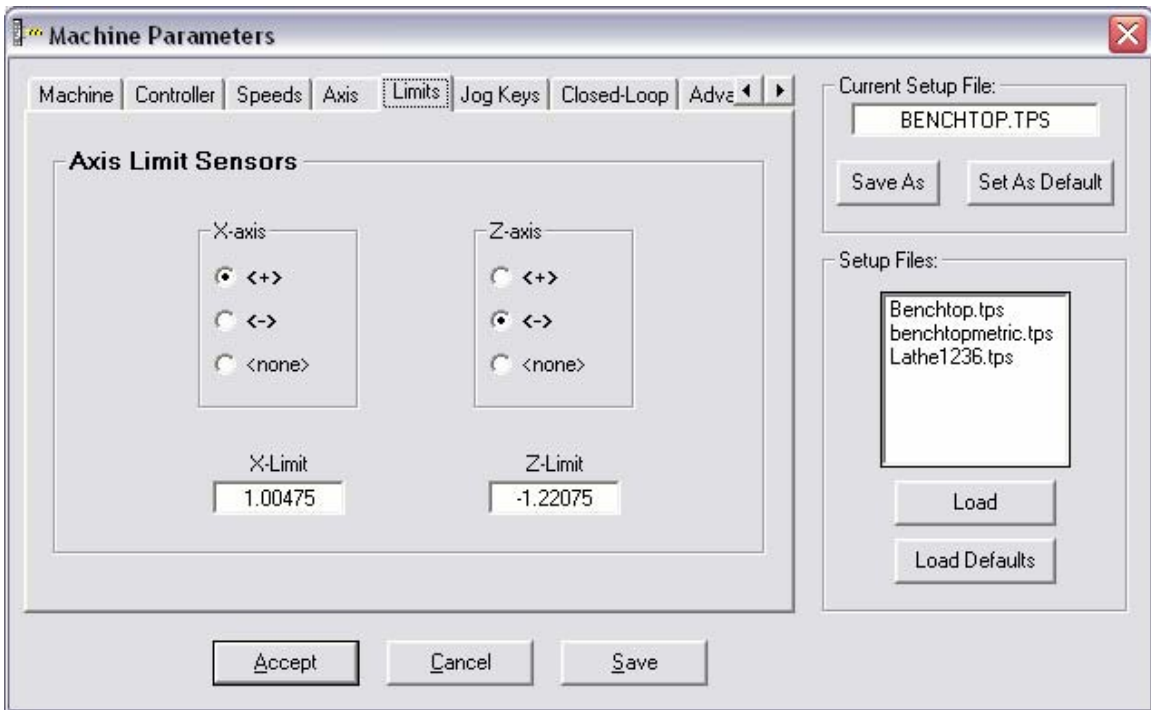 Machine Parameters
Machine Controller Speeds Axis Limits Jog Keys Closed-Loop Adva
Axis Limit Sensors
X-axis
<+>
<->
<none>
Z-axis
<+>
<->
<none>
X-Limit
1.00475
Z-Limit
-1.22075
Accept Cancel Save
Current Setup File:
BENCHTOP.TPS
Save As Set As Default
Setup Files:
Benchtop.tps
benchtopmetric.tps
Lathe1236.tps
Load
Load Defaults